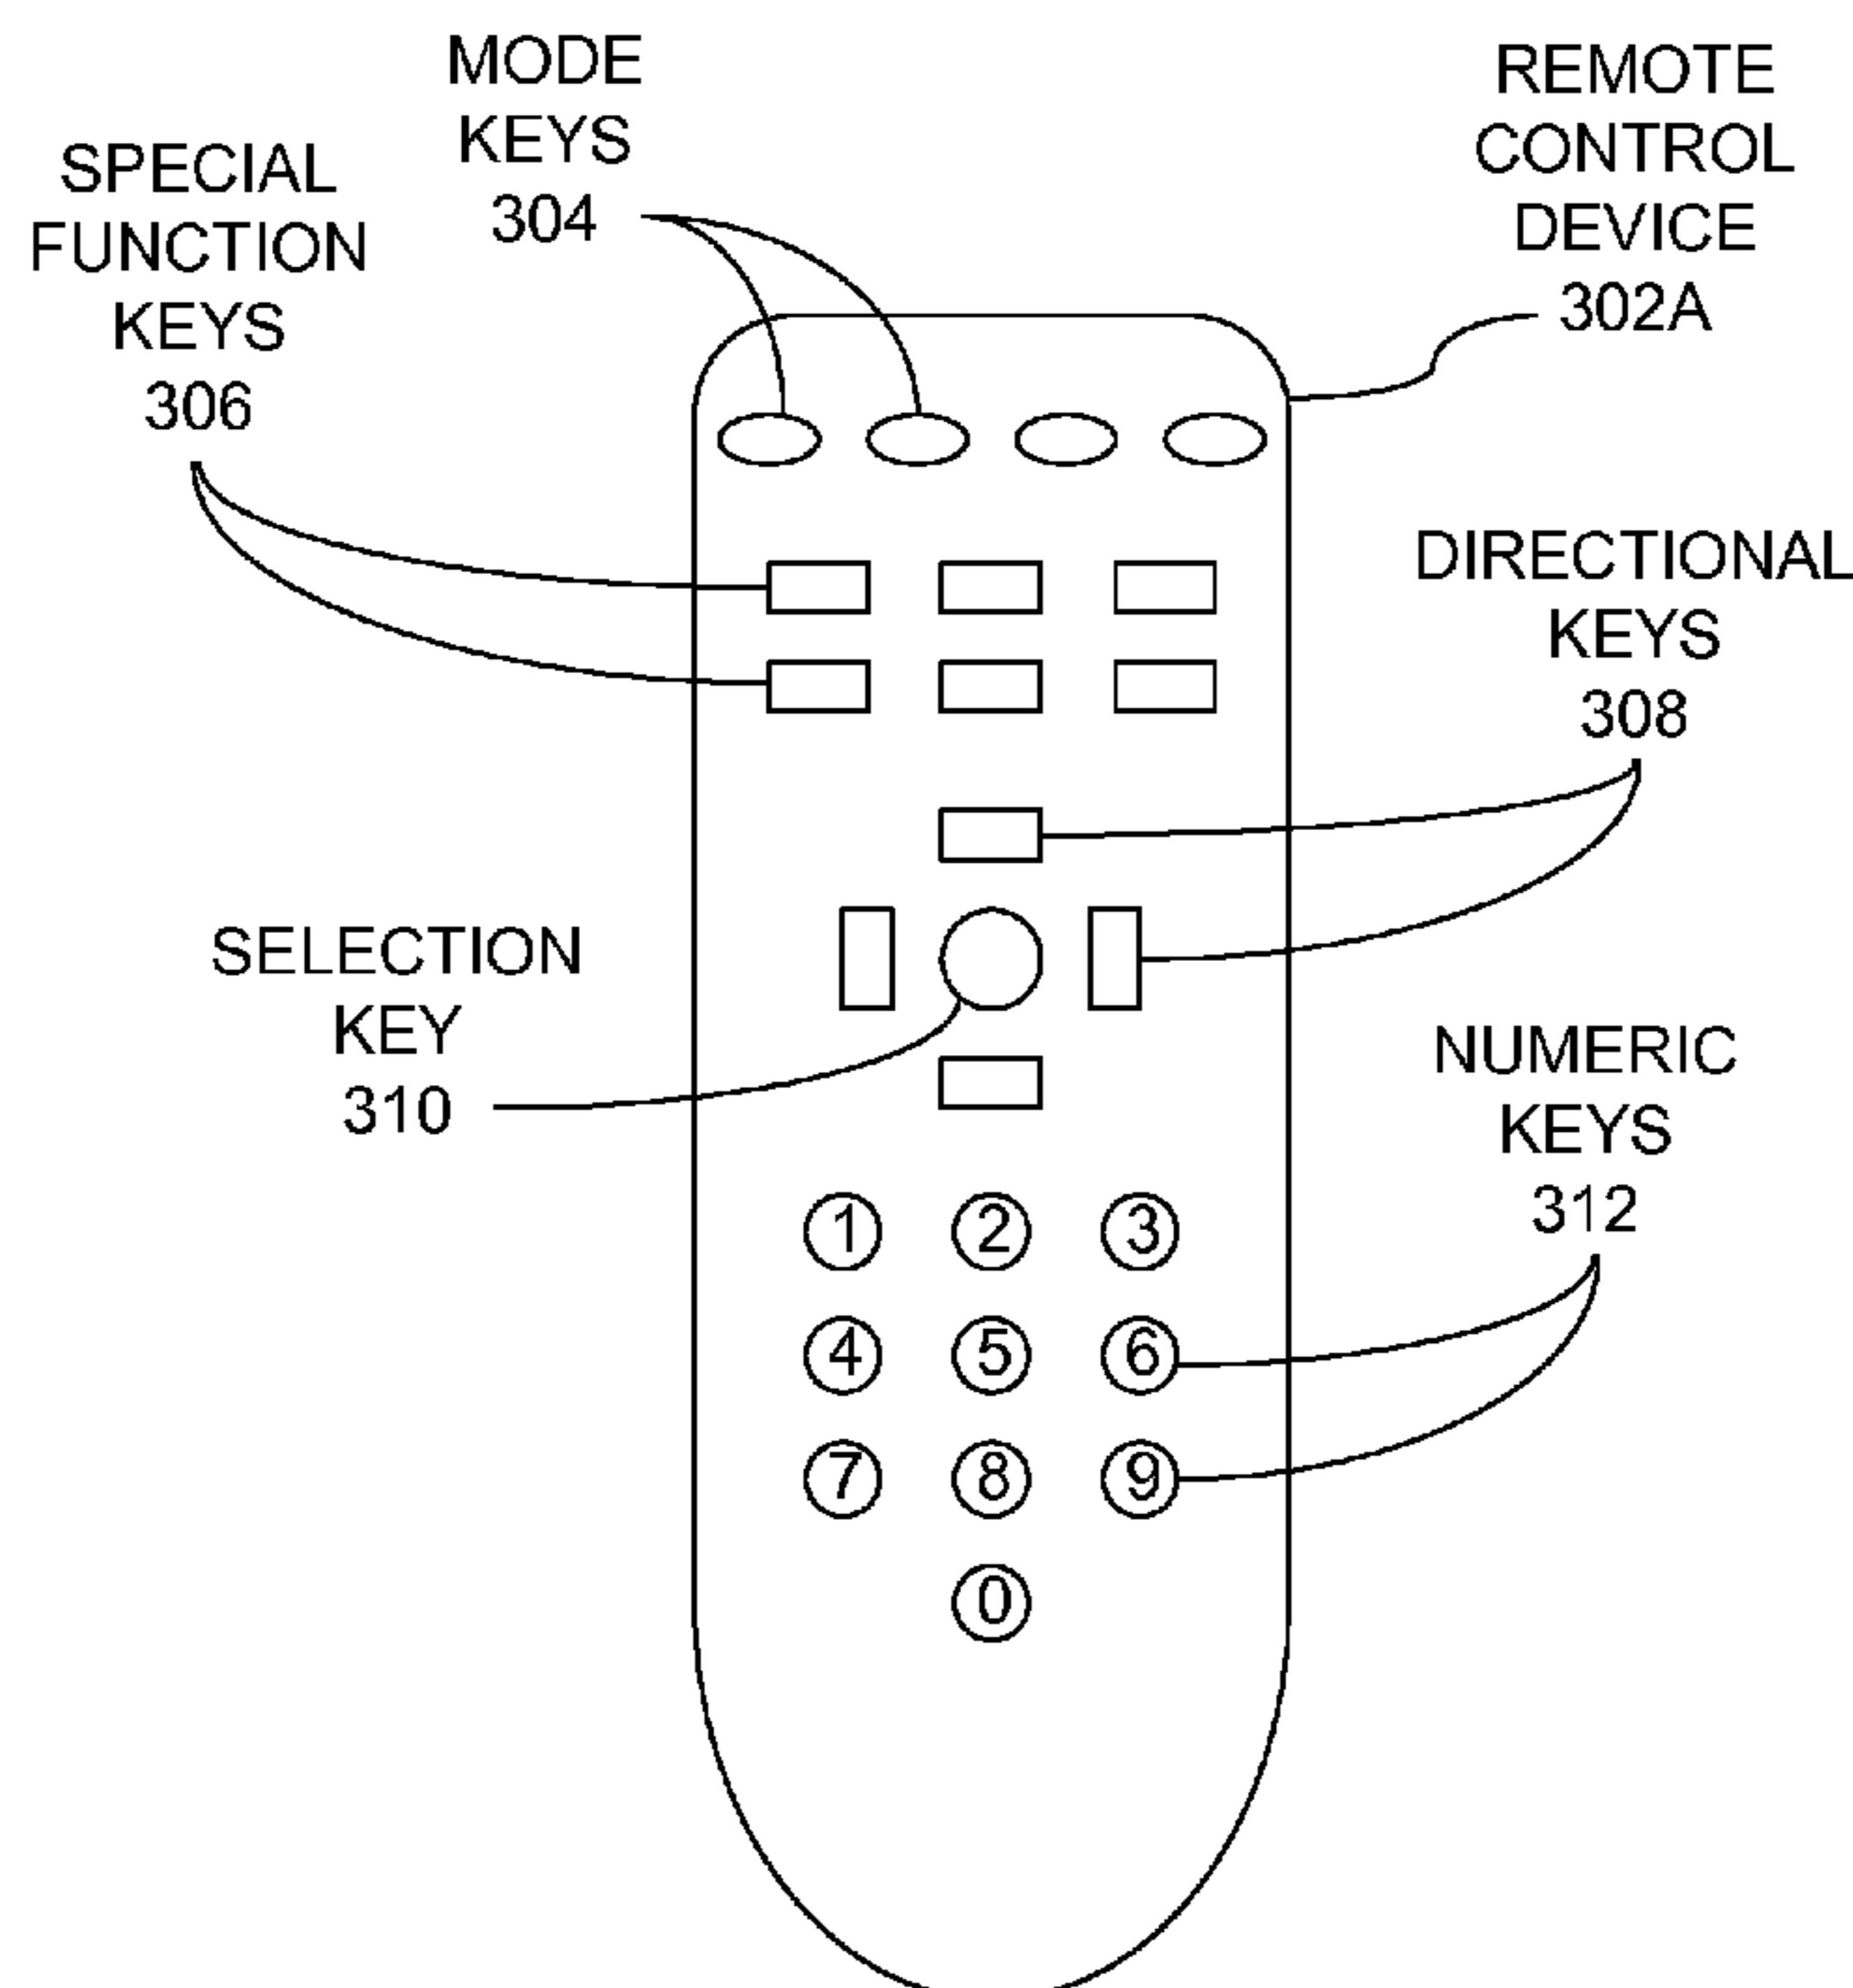 MODE
KEYS
304
REMOTE
CONTROL
DEVICE
302A
SPECIAL
FUNCTION
KEYS
306
DIRECTIONAL
KEYS
308
SELECTION
KEY
310
NUMERIC
KEYS
312
1 2 3
4 5 6
7 8 9
0